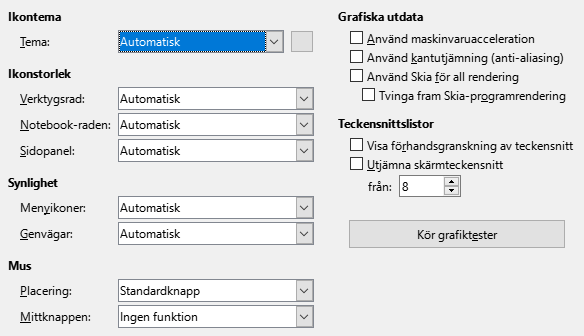 Ikontema
Tema: Automatisk
Ikonstorlek
Verktygsrad: Automatisk
Notebook-raden: Automatisk
Sidopanel: Automatisk
Synlighet
Menyikoner: Automatisk
Genvägar: Automatisk
Mus
Placering: Standardknapp
Mittknappen: Ingen funktion
Grafiska utdata
Använd maskinvaruacceleration
Använd kantutjämning (anti-aliasing)
Använd Skia för all rendering
Tvinga fram Skia-programrendering
Teckensnittslistor
Visa förhandsgranskning av teckensnitt
Utjämna skärmteckensnitt
från: 8
Kör grafiktester